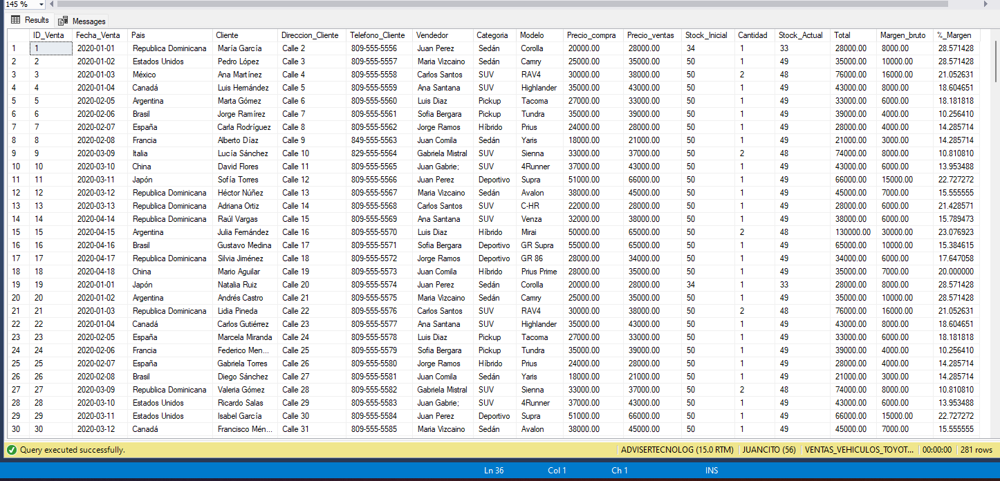 145 %
Results Messages
ID_Venta Fecha_Venta Pais Cliente Direccion_Cliente Telefono_Cliente Vendedor Categoria Modelo Precio_compra Precio_ventas Stock_Inicial Cantidad Stock_Actual Total Margen_bruto %_Margen
1 1 2020-01-01 Republica Dominicana María García Calle 2 809-555-5556 Juan Perez Sedán Corolla 20000.00 28000.00 34 1 33 28000.00 8000.00 28.571428
2 2 2020-01-02 Estados Unidos Pedro López Calle 3 809-555-5557 Maria Vizcaino Sedán Camry 25000.00 35000.00 50 1 49 35000.00 10000.00 28.571428
3 3 2020-01-03 México Ana Martínez Calle 4 809-555-5558 Carlos Santos SUV RAV4 30000.00 38000.00 50 2 48 76000.00 16000.00 21.052631
4 4 2020-01-04 Canadá Luis Hernández Calle 5 809-555-5559 Ana Santana SUV Highlander 35000.00 43000.00 50 1 49 43000.00 8000.00 18.604651
5 5 2020-02-05 Argentina Marta Gómez Calle 6 809-555-5560 Luis Diaz Pickup Tacoma 27000.00 33000.00 50 1 49 33000.00 6000.00 18.181818
6 6 2020-02-06 Brasil Jorge Ramírez Calle 7 809-555-5561 Sofia Bergara Pickup Tundra 35000.00 39000.00 50 1 49 39000.00 4000.00 10.256410
7 7 2020-02-07 España Carla Rodríguez Calle 8 809-555-5562 Jorge Ramos Híbrido Prius 24000.00 28000.00 50 1 49 28000.00 4000.00 14.285714
8 8 2020-02-08 Francia Alberto Díaz Calle 9 849-555-5563 Juan Comila Sedán Yaris 18000.00 21000.00 50 1 49 21000.00 3000.00 14.285714
9 9 2020-03-09 Italia Lucía Sánchez Calle 10 829-555-5564 Gabriela Mistral SUV Sienna 33000.00 37000.00 50 2 48 74000.00 8000.00 10.810810
10 10 2020-03-10 China David Flores Calle 11 809-555-5565 Juan Gabrie; SUV 4Runner 37000.00 43000.00 50 1 49 43000.00 6000.00 13.953488
11 11 2020-03-11 Japón Sofía Torres Calle 12 809-555-5566 Juan Perez Deportivo Supra 51000.00 66000.00 50 1 49 66000.00 15000.00 22.727272
12 12 2020-03-12 Republica Dominicana Héctor Núñez Calle 13 809-555-5567 Maria Vizcaino Sedán Avalon 38000.00 45000.00 50 1 49 45000.00 7000.00 15.555555
13 13 2020-03-13 Republica Dominicana Adriana Ortiz Calle 14 809-555-5568 Carlos Santos SUV C-HR 22000.00 28000.00 50 1 49 28000.00 6000.00 21.428571
14 14 2020-04-14 Republica Dominicana Raúl Vargas Calle 15 809-555-5569 Ana Santana SUV Venza 32000.00 38000.00 50 1 49 38000.00 6000.00 15.789473
15 15 2020-04-15 Argentina Julia Fernández Calle 16 809-555-5570 Luis Diaz Híbrido Mirai 50000.00 65000.00 50 2 48 130000.00 30000.00 23.076923
16 16 2020-04-16 Brasil Gustavo Medina Calle 17 809-555-5571 Sofia Bergara Deportivo GR Supra 55000.00 65000.00 50 1 49 65000.00 10000.00 15.384615
17 17 2020-04-17 Republica Dominicana Silvia Jiménez Calle 18 809-555-5572 Jorge Ramos Deportivo GR 86 28000.00 34000.00 50 1 49 34000.00 6000.00 17.647058
18 18 2020-04-18 China Mario Aguilar Calle 19 809-555-5573 Juan Comila Híbrido Prius Prime 28000.00 35000.00 50 1 49 35000.00 7000.00 20.000000
19 19 2020-01-01 Japón Natalia Ruiz Calle 20 809-555-5574 Juan Perez Sedán Corolla 20000.00 28000.00 34 1 33 28000.00 8000.00 28.571428
20 20 2020-01-02 Argentina Andrés Castro Calle 21 809-555-5575 Maria Vizcaino Sedán Camry 25000.00 35000.00 50 1 49 35000.00 10000.00 28.571428
21 21 2020-01-03 Republica Dominicana Lidia Pineda Calle 22 809-555-5576 Carlos Santos SUV RAV4 30000.00 38000.00 50 2 48 76000.00 16000.00 21.052631
22 22 2020-01-04 Canadá Carlos Gutiérrez Calle 23 809-555-5577 Ana Santana SUV Highlander 35000.00 43000.00 50 1 49 43000.00 8000.00 18.604651
23 23 2020-02-05 España Marcela Miranda Calle 24 809-555-5578 Luis Diaz Pickup Tacoma 27000.00 33000.00 50 1 49 33000.00 6000.00 18.181818
24 24 2020-02-06 Francia Federico Men... Calle 25 809-555-5579 Sofia Bergara Pickup Tundra 35000.00 39000.00 50 1 49 39000.00 4000.00 10.256410
25 25 2020-02-07 España Gabriela Torres Calle 26 809-555-5580 Jorge Ramos Híbrido Prius 24000.00 28000.00 50 1 49 28000.00 4000.00 14.285714
26 26 2020-02-08 Brasil Diego Sánchez Calle 27 809-555-5581 Juan Comila Sedán Yaris 18000.00 21000.00 50 1 49 21000.00 3000.00 14.285714
27 27 2020-03-09 Republica Dominicana Valeria Gómez Calle 28 809-555-5582 Gabriela Mistral SUV Sienna 33000.00 37000.00 50 2 48 74000.00 8000.00 10.810810
28 28 2020-03-10 Estados Unidos Ricardo Salas Calle 29 809-555-5583 Juan Gabrie; SUV 4Runner 37000.00 43000.00 50 1 49 43000.00 6000.00 13.953488
29 29 2020-03-11 Estados Unidos Isabel García Calle 30 809-555-5584 Juan Perez Deportivo Supra 51000.00 66000.00 50 1 49 66000.00 15000.00 22.727272
30 30 2020-03-12 Canadá Francisco Mén... Calle 31 809-555-5585 Maria Vizcaino Sedán Avalon 38000.00 45000.00 50 1 49 45000.00 7000.00 15.555555
Query executed successfully. ADVISERTECNOLOG (15.0 RTM) JUANCITO (56) VENTAS_VEHICULOS_TOYOT... 00:00:00 281 rows
Ln 36 Col 1 Ch 1 INS